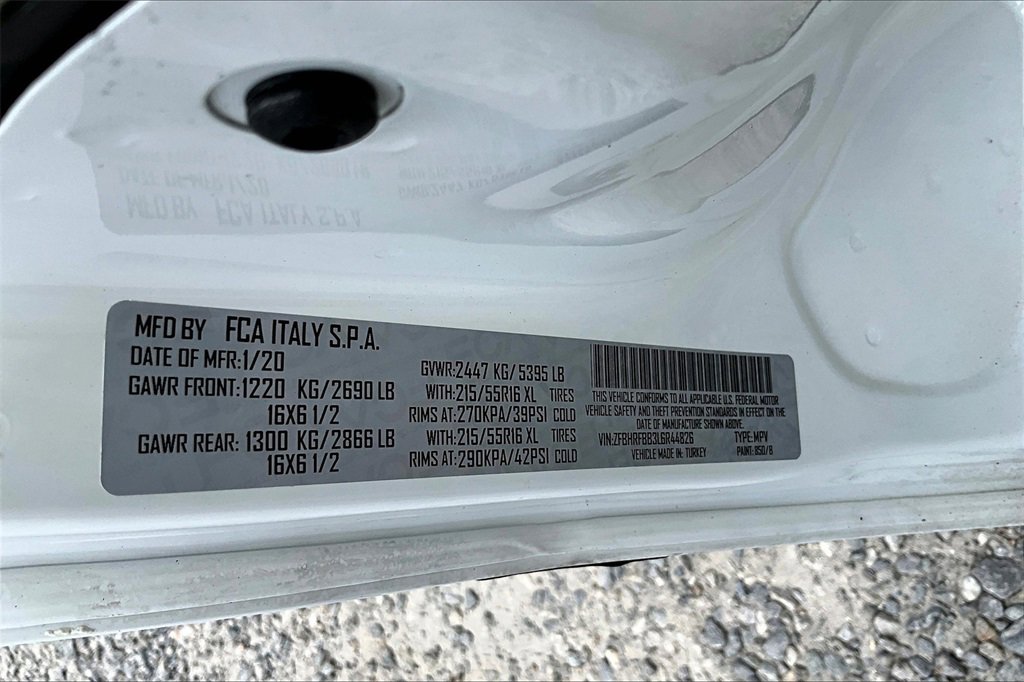 MFD BY FCA ITALY S.P.A.
DATE OF MFR:1/20
GAWR FRONT:1220 KG/2690 LB
16X6 1/2
GAWR REAR: 1300 KG/2866 LB
16X6 1/2
GVWR:2447 KG/5395 LB
WITH:215/55R16 XL TIRES
RIMS AT:270KPA/39PSI COLD
WITH:215/55R16 XL TIRES
RIMS AT:290KPA/42PSI COLD
THIS VEHICLE CONFORMS TO ALL APPLICABLE U.S. FEDERAL MOTOR
VEHICLE SAFETY AND THEFT PREVENTION STANDARDS IN EFFECT ON THE
DATE OF MANUFACTURE SHOWN ABOVE.
VIN:ZFBHRFBB3L6R44826 TYPE:MPV
VEHICLE MADE IN: TURKEY PAINT: 850/B